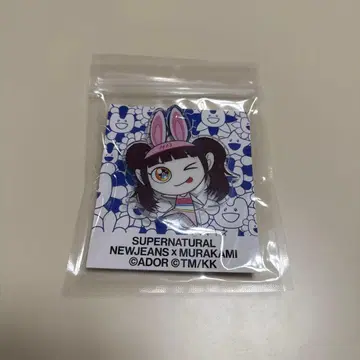 SUPERNATURAL
NEWJEANS x MURAKAMI
©ADOR ©TM/KK